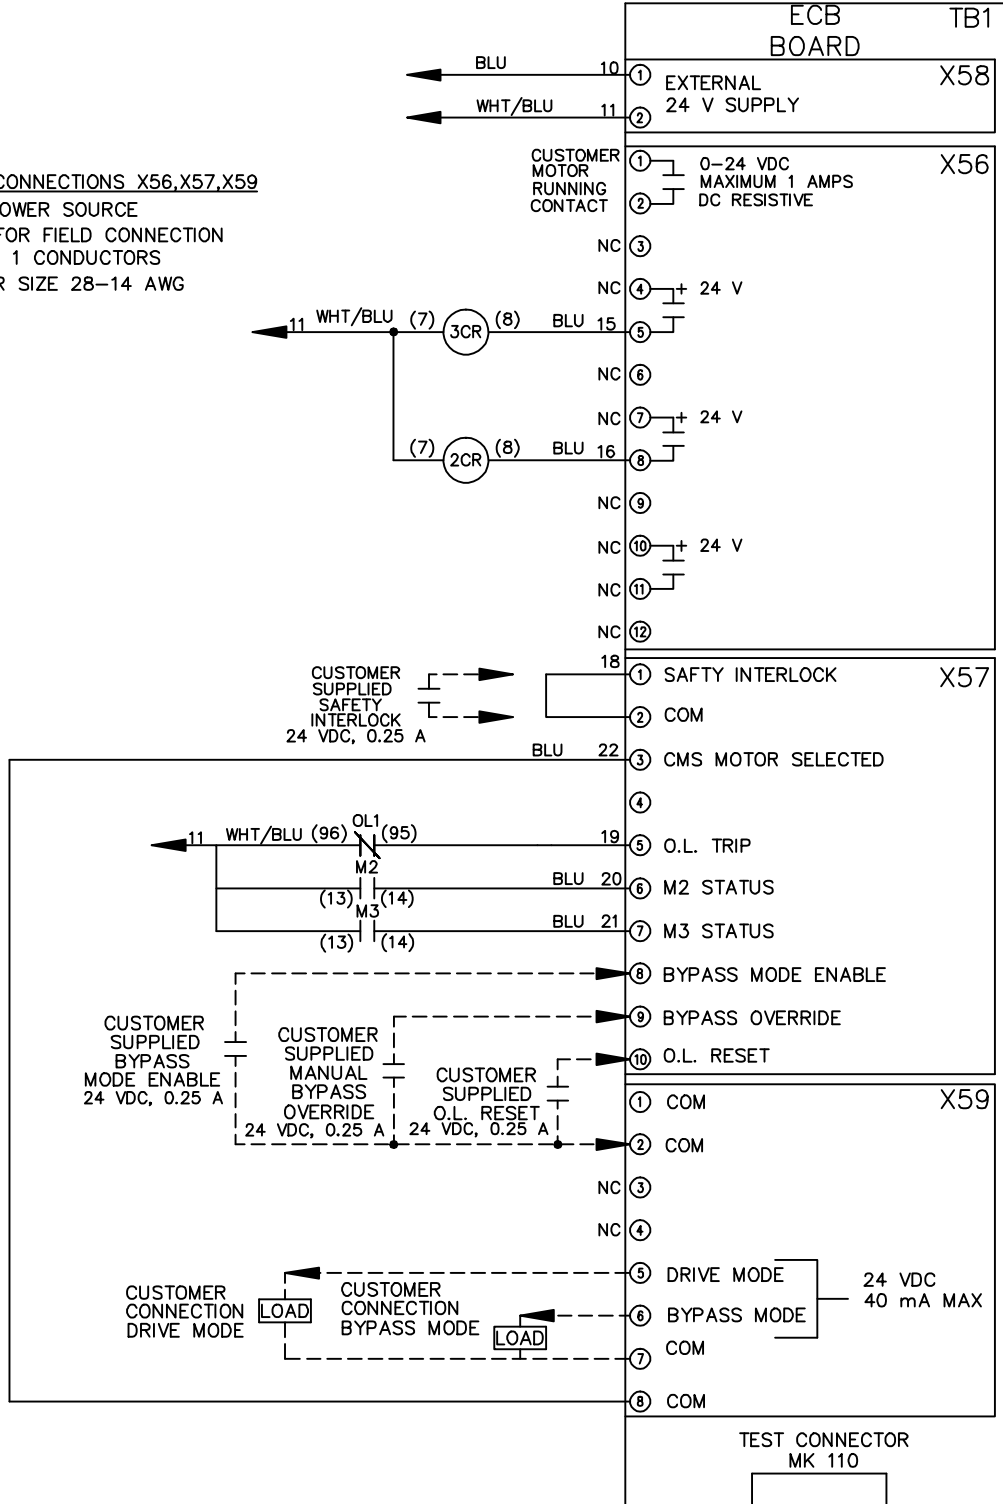 ECB TB1
BOARD
BLU 10 1 EXTERNAL X58
WHT/BLU 11 2 24 V SUPPLY
CONNECTIONS X56,X57,X59
OWER SOURCE
FOR FIELD CONNECTION
1 CONDUCTORS
R SIZE 28-14 AWG
CUSTOMER
MOTOR
RUNNING
CONTACT
1
2
0-24 VDC
MAXIMUM 1 AMPS
DC RESISTIVE
X56
NC 3
NC 4 + 24 V
11 WHT/BLU (7) 3CR (8) BLU 15 5
NC 6
NC 7 + 24 V
(7) 2CR (8) BLU 16 8
NC 9
NC 10 + 24 V
NC 11
NC 12
CUSTOMER
SUPPLIED
SAFETY
INTERLOCK
24 VDC, 0.25 A
18 1 SAFTY INTERLOCK X57
2 COM
BLU 22 3 CMS MOTOR SELECTED
4
OL1
11 WHT/BLU (96) (95) 19 5 O.L. TRIP
M2
(13) (14) BLU 20 6 M2 STATUS
M3
(13) (14) BLU 21 7 M3 STATUS
8 BYPASS MODE ENABLE
9 BYPASS OVERRIDE
10 O.L. RESET
CUSTOMER
SUPPLIED
BYPASS
MODE ENABLE
24 VDC, 0.25 A
CUSTOMER
SUPPLIED
MANUAL
BYPASS
OVERRIDE
24 VDC, 0.25 A
CUSTOMER
SUPPLIED
O.L. RESET
24 VDC, 0.25 A
1 COM X59
2 COM
NC 3
NC 4
5 DRIVE MODE
6 BYPASS MODE
7 COM
24 VDC
40 mA MAX
CUSTOMER
CONNECTION
DRIVE MODE
LOAD
CUSTOMER
CONNECTION
BYPASS MODE
LOAD
8 COM
TEST CONNECTOR
MK 110